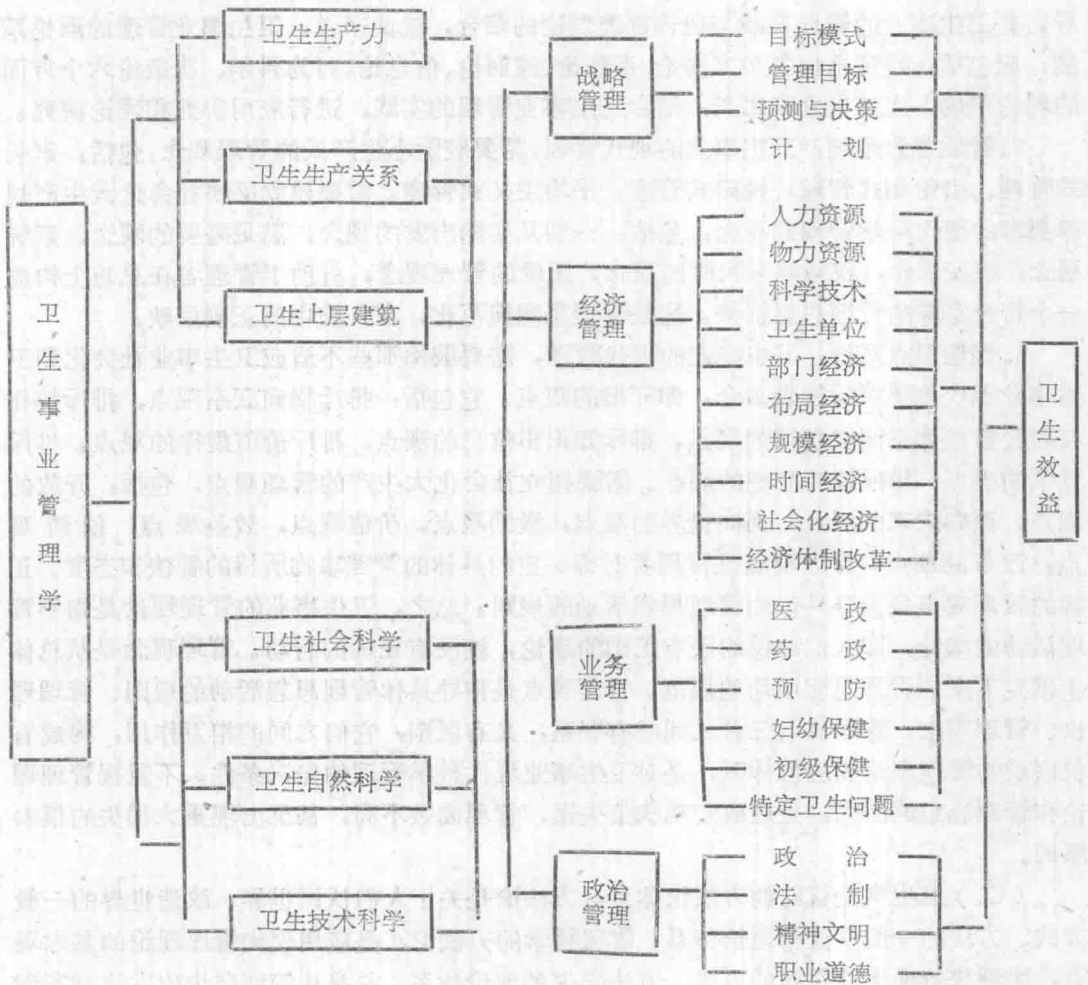 卫生事业管理学
卫生生产力
卫生生产关系
卫生上层建筑
卫生社会科学
卫生自然科学
卫生技术科学
战略
管理
目标模式
管理目标
预测与决策
计划
经济
管理
人力资源
物力资源
科学技术
卫生单位
部门经济
布局经济
规模经济
时间经济
社会化经济
经济体制改革
业务
管理
医政
药政
预防
妇幼保健
初级保健
特定卫生问题
政治
管理
政治
法制
精神文明
职业道德
卫生效益